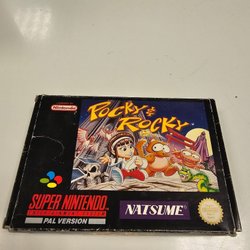 Nintendo
POCKY &
ROCKY
SUPER NINTENDO
ENTERTAINMENT SYSTEM
PAL VERSION
NATSUME